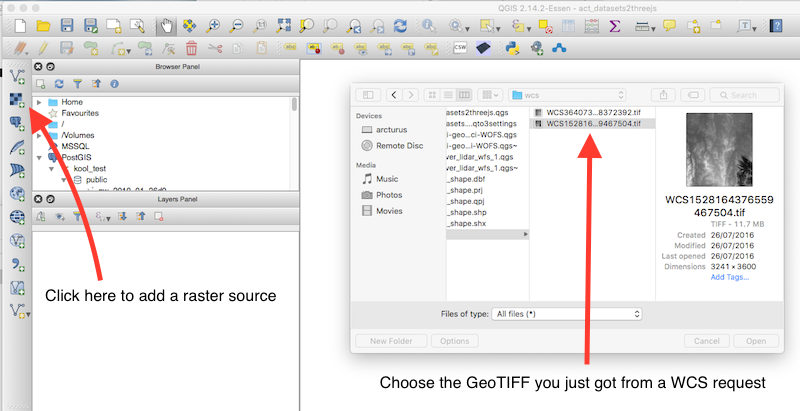 QGIS 2.14.2-Essen - act_datasets2threejs
CSW
Browser Panel
Home
Favourites
/
/Volumes
MSSQL
PostGIS
kool_test
public
Layers Panel
Click here to add a raster source
wcs
Search
Devices
arcturus
Remote Disc
Media
Music
Photos
Movies
asets2threejs.qgs
asets....qto3settings
i-geo...ci-WOFS.qgs
-geo...ci-WOFS.qgs~
ver_lidar_wfs_1.qgs
er_lidar_wfs_1.qgs~
_shape.dbf
_shape.prj
_shape.qpj
_shape.shp
_shape.shx
WCS364073...8372392.tif
WCS152816...9467504.tif
WCS1528164376559
467504.tif
TIFF - 11.7 MB
Created 26/07/2016
Modified 26/07/2016
Last opened 26/07/2016
Dimensions 3241 × 3600
Add Tags...
Files of type: All files (*)
New Folder
Options
Cancel
Open
Choose the GeoTIFF you just got from a WCS request